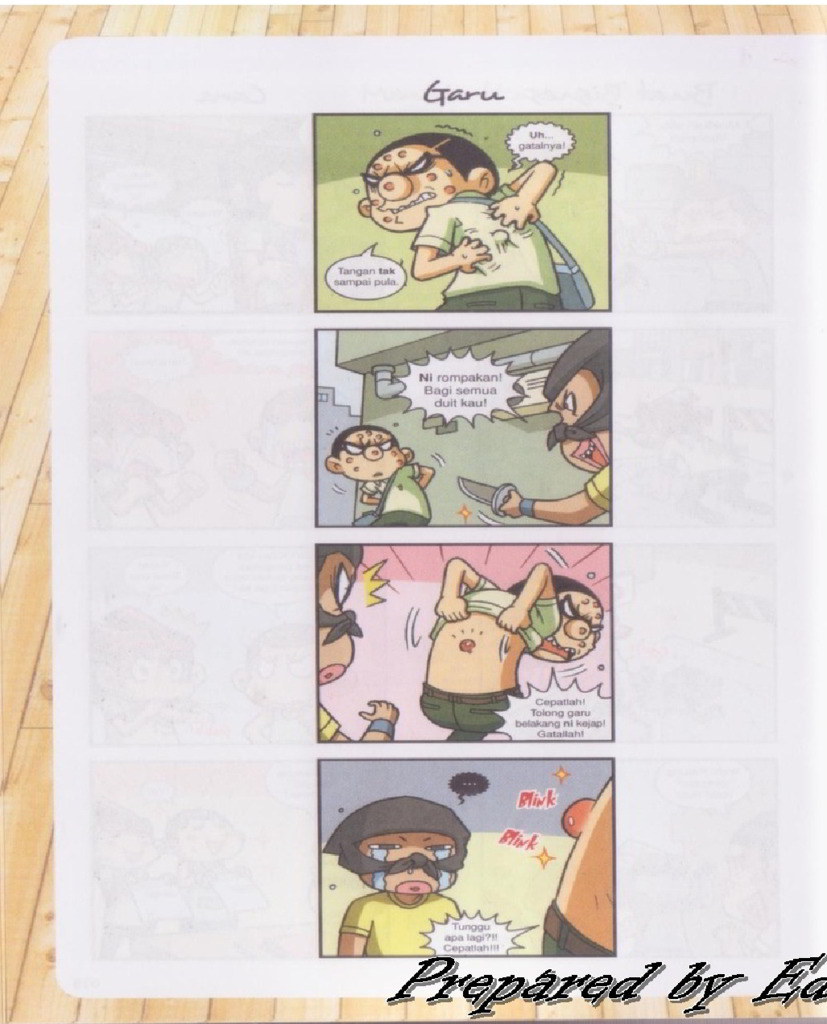 Garu
Uh...
gatalnya!
Tangan tak
sampai pula.
Ni rompakan!
Bagi semua
duit kau!
Cepatlah!
Tolong garu
belakang ni kejap!
Gatallah!
...
Blink
Blink
Tunggu
apa lagi?!!
Cepatlah!!!
Prepared by Ed